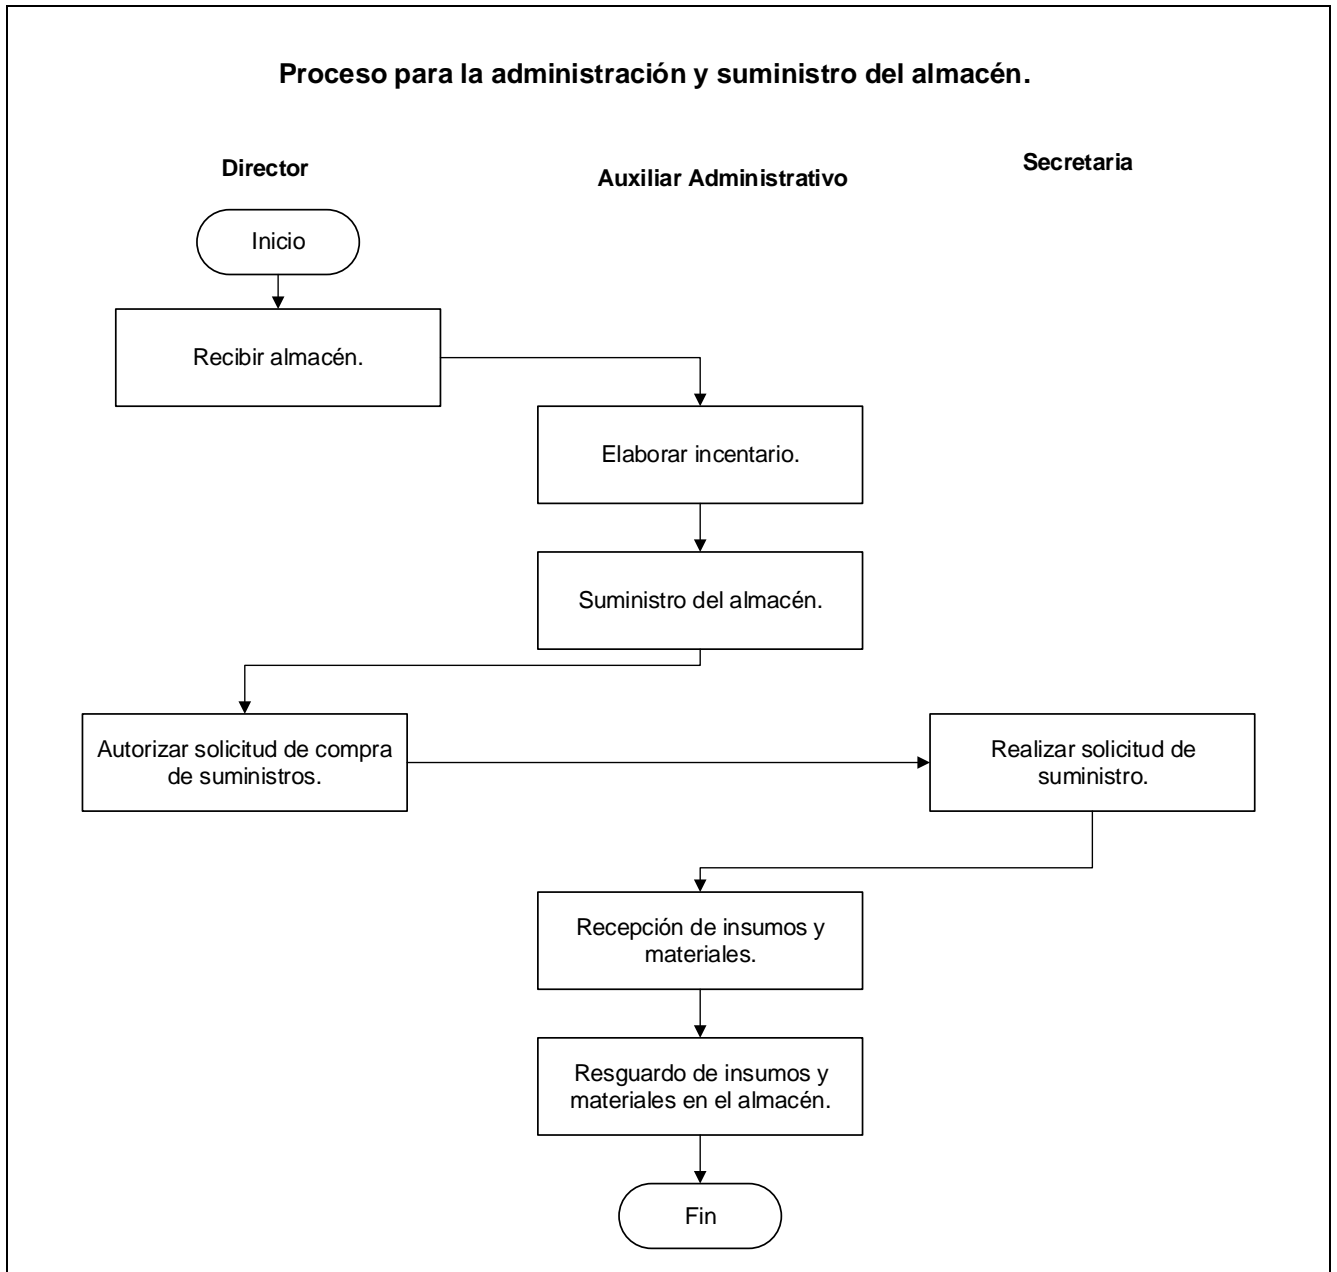 Proceso para la administración y suministro del almacén.
Director
Auxiliar Administrativo
Secretaria
Inicio
Recibir almacén.
Elaborar incentario.
Suministro del almacén.
Autorizar solicitud de compra
de suministros.
Realizar solicitud de
suministro.
Recepción de insumos y
materiales.
Resguardo de insumos y
materiales en el almacén.
Fin